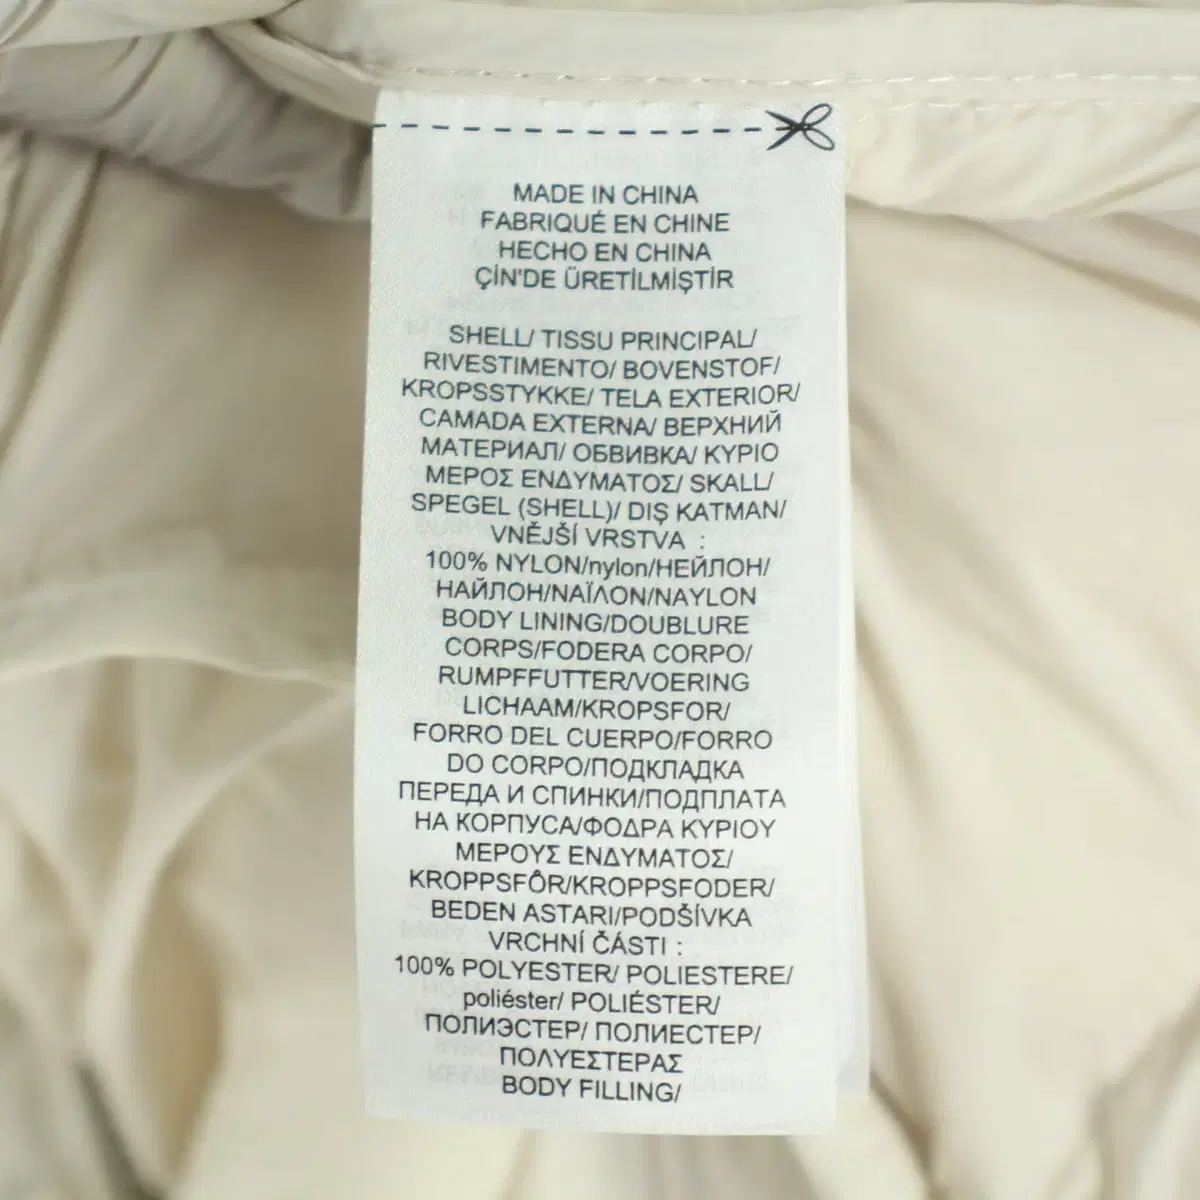 MADE IN CHINA
FABRIQUÉ EN CHINE
HECHO EN CHINA
ÇİN'DE ÜRETİLMİŞTİR
SHELL/ TISSU PRINCIPAL/
RIVESTIMENTO/ BOVENSTOF/
KROPSSTYKKE/ TELA EXTERIOR/
CAMADA EXTERNA/ ВЕРХНИЙ
МАТЕРИАЛ/ ОБВИВКА/ ΚΥΡΙΟ
ΜΕΡΟΣ ΕΝΔΥΜΑΤΟΣ/ SKALL/
SPEGEL (SHELL)/ DIŞ KATMAN/
VNĚJŠÍ VRSTVA :
100% NYLON/nylon/НЕЙЛОН/
НАЙЛОН/ΝΑΪΛΟΝ/NAYLON
BODY LINING/DOUBLURE
CORPS/FODERA CORPO/
RUMPFFUTTER/VOERING
LICHAAM/KROPSFOR/
FORRO DEL CUERPO/FORRO
DO CORPO/ПОДКЛАДКА
ПЕРЕДА И СПИНКИ/ПОДПЛАТА
НА КОРПУСА/ΦΟΔΡΑ ΚΥΡΙΟΥ
ΜΕΡΟΥΣ ΕΝΔΥΜΑΤΟΣ/
KROPPSFÔR/KROPPSFODER/
BEDEN ASTARI/PODŠÍVKA
VRCHNÍ ČÁSTI :
100% POLYESTER/ POLIESTERE/
poliéster/ POLIÉSTER/
ПОЛИЭСТЕР/ ПОЛИЕСТЕР/
ΠΟΛΥΕΣΤΕΡΑΣ
BODY FILLING/